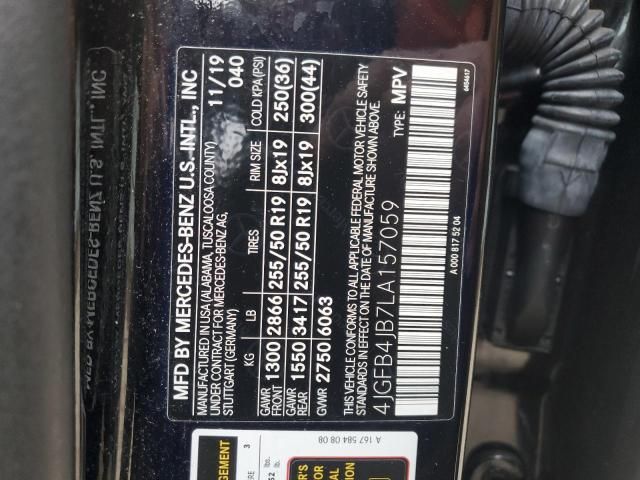 MFD BY MERCEDES-BENZ U.S. INTL., INC
MANUFACTURED IN USA (ALABAMA, TUSCALOOSA COUNTY) 11/19
UNDER CONTRACT FOR MERCEDES-BENZ AG, 040
STUTTGART (GERMANY)
KG LB TIRES RIM SIZE COLD KPA(PSI)
GAWR
FRONT 1300 2866 255/50 R19 8Jx19 250(36)
GAWR
REAR 1550 3417 255/50 R19 8Jx19 300(44)
GVWR 2750 6063
THIS VEHICLE CONFORMS TO ALL APPLICABLE FEDERAL MOTOR VEHICLE SAFETY
STANDARDS IN EFFECT ON THE DATE OF MANUFACTURE SHOWN ABOVE.
4JGFB4JB7LA157059 TYPE: MPV
A 000 817 52 04
6454617
A 167 584 08 08
3